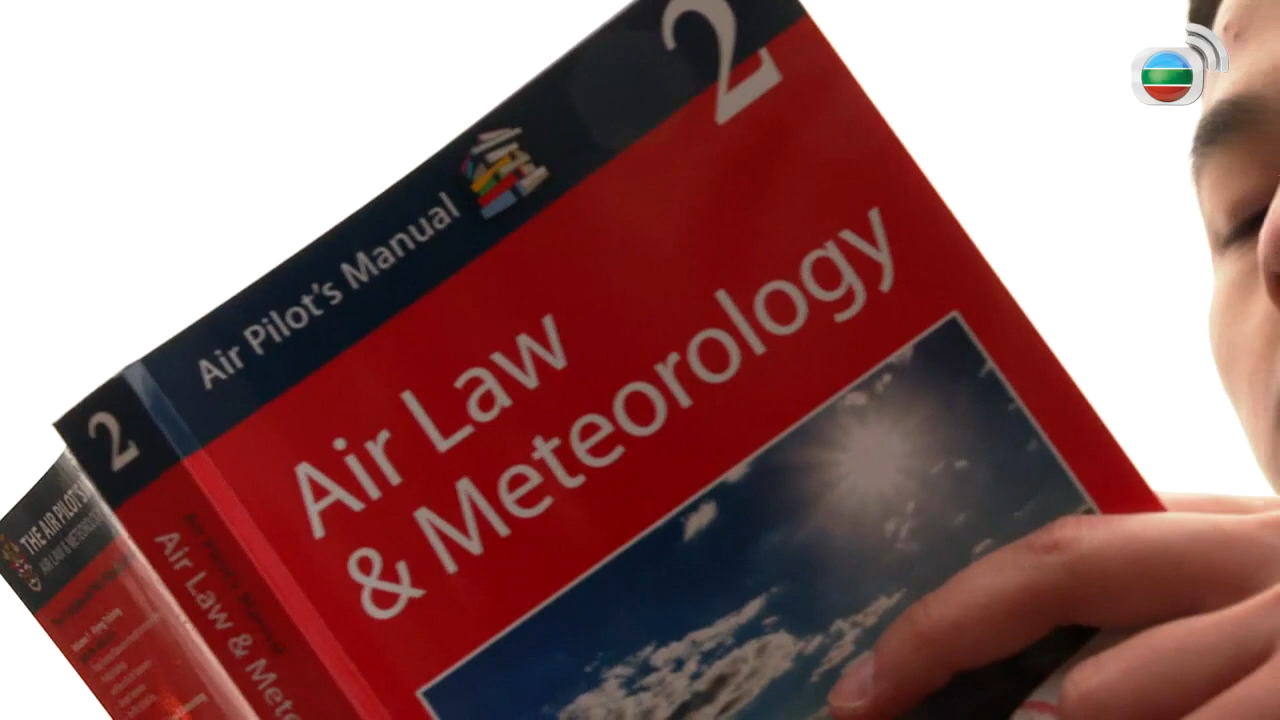 2
Air Pilot's Manual
Air Law
& Meteorology
2
Air Law & Mete
THE AIR PILOT'S
AIR LAW & METEOROLOGY